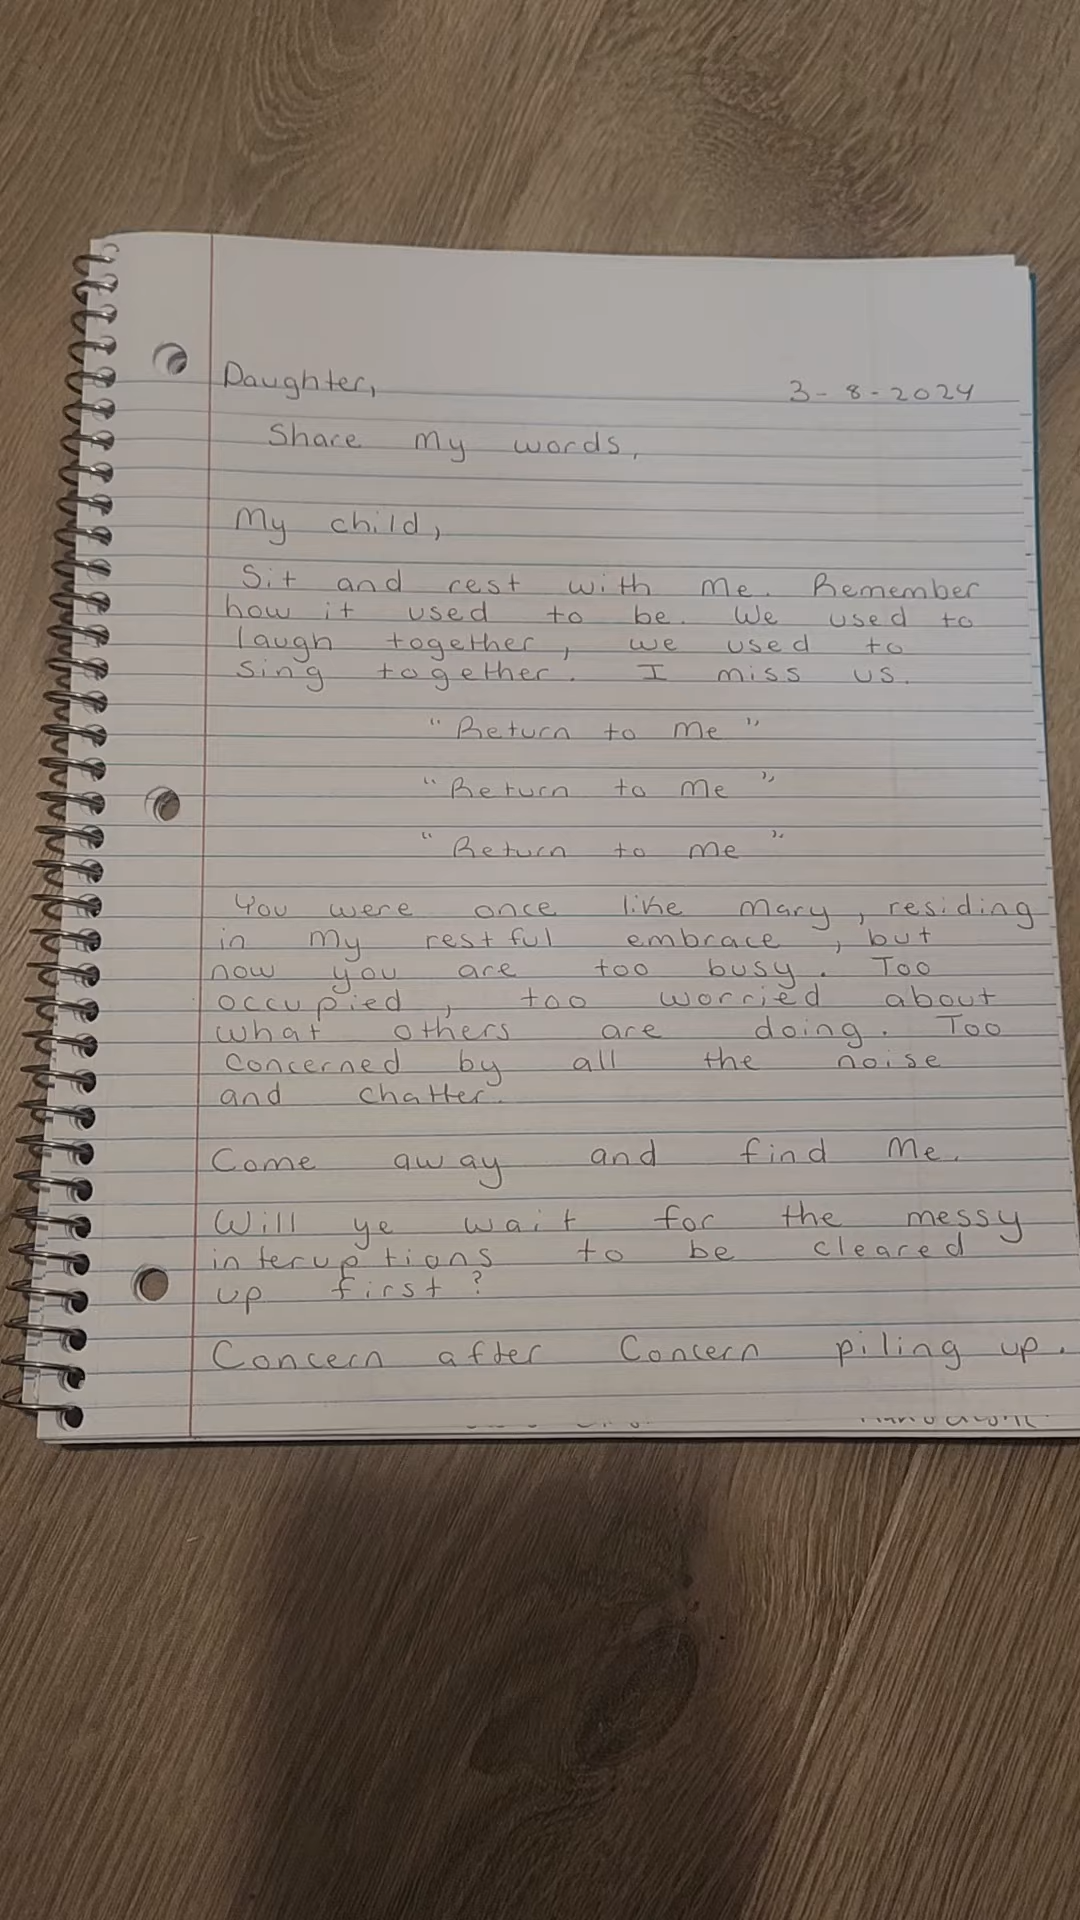 Daughter, 3-8-2024
Share my words,
My child,
Sit and rest with Me. Remember
how it used to be. We used to
laugh together, we used to
sing together. I miss us.
"Return to Me"
"Return to Me"
"Return to Me"
You were once like Mary, residing
in My restful embrace, but
now you are too busy. Too
occupied, too worried about
what others are doing. Too
concerned by all the noise
and chatter.
Come away and find Me.
Will ye wait for the messy
interuptions to be cleared
up first?
Concern after Concern piling up.